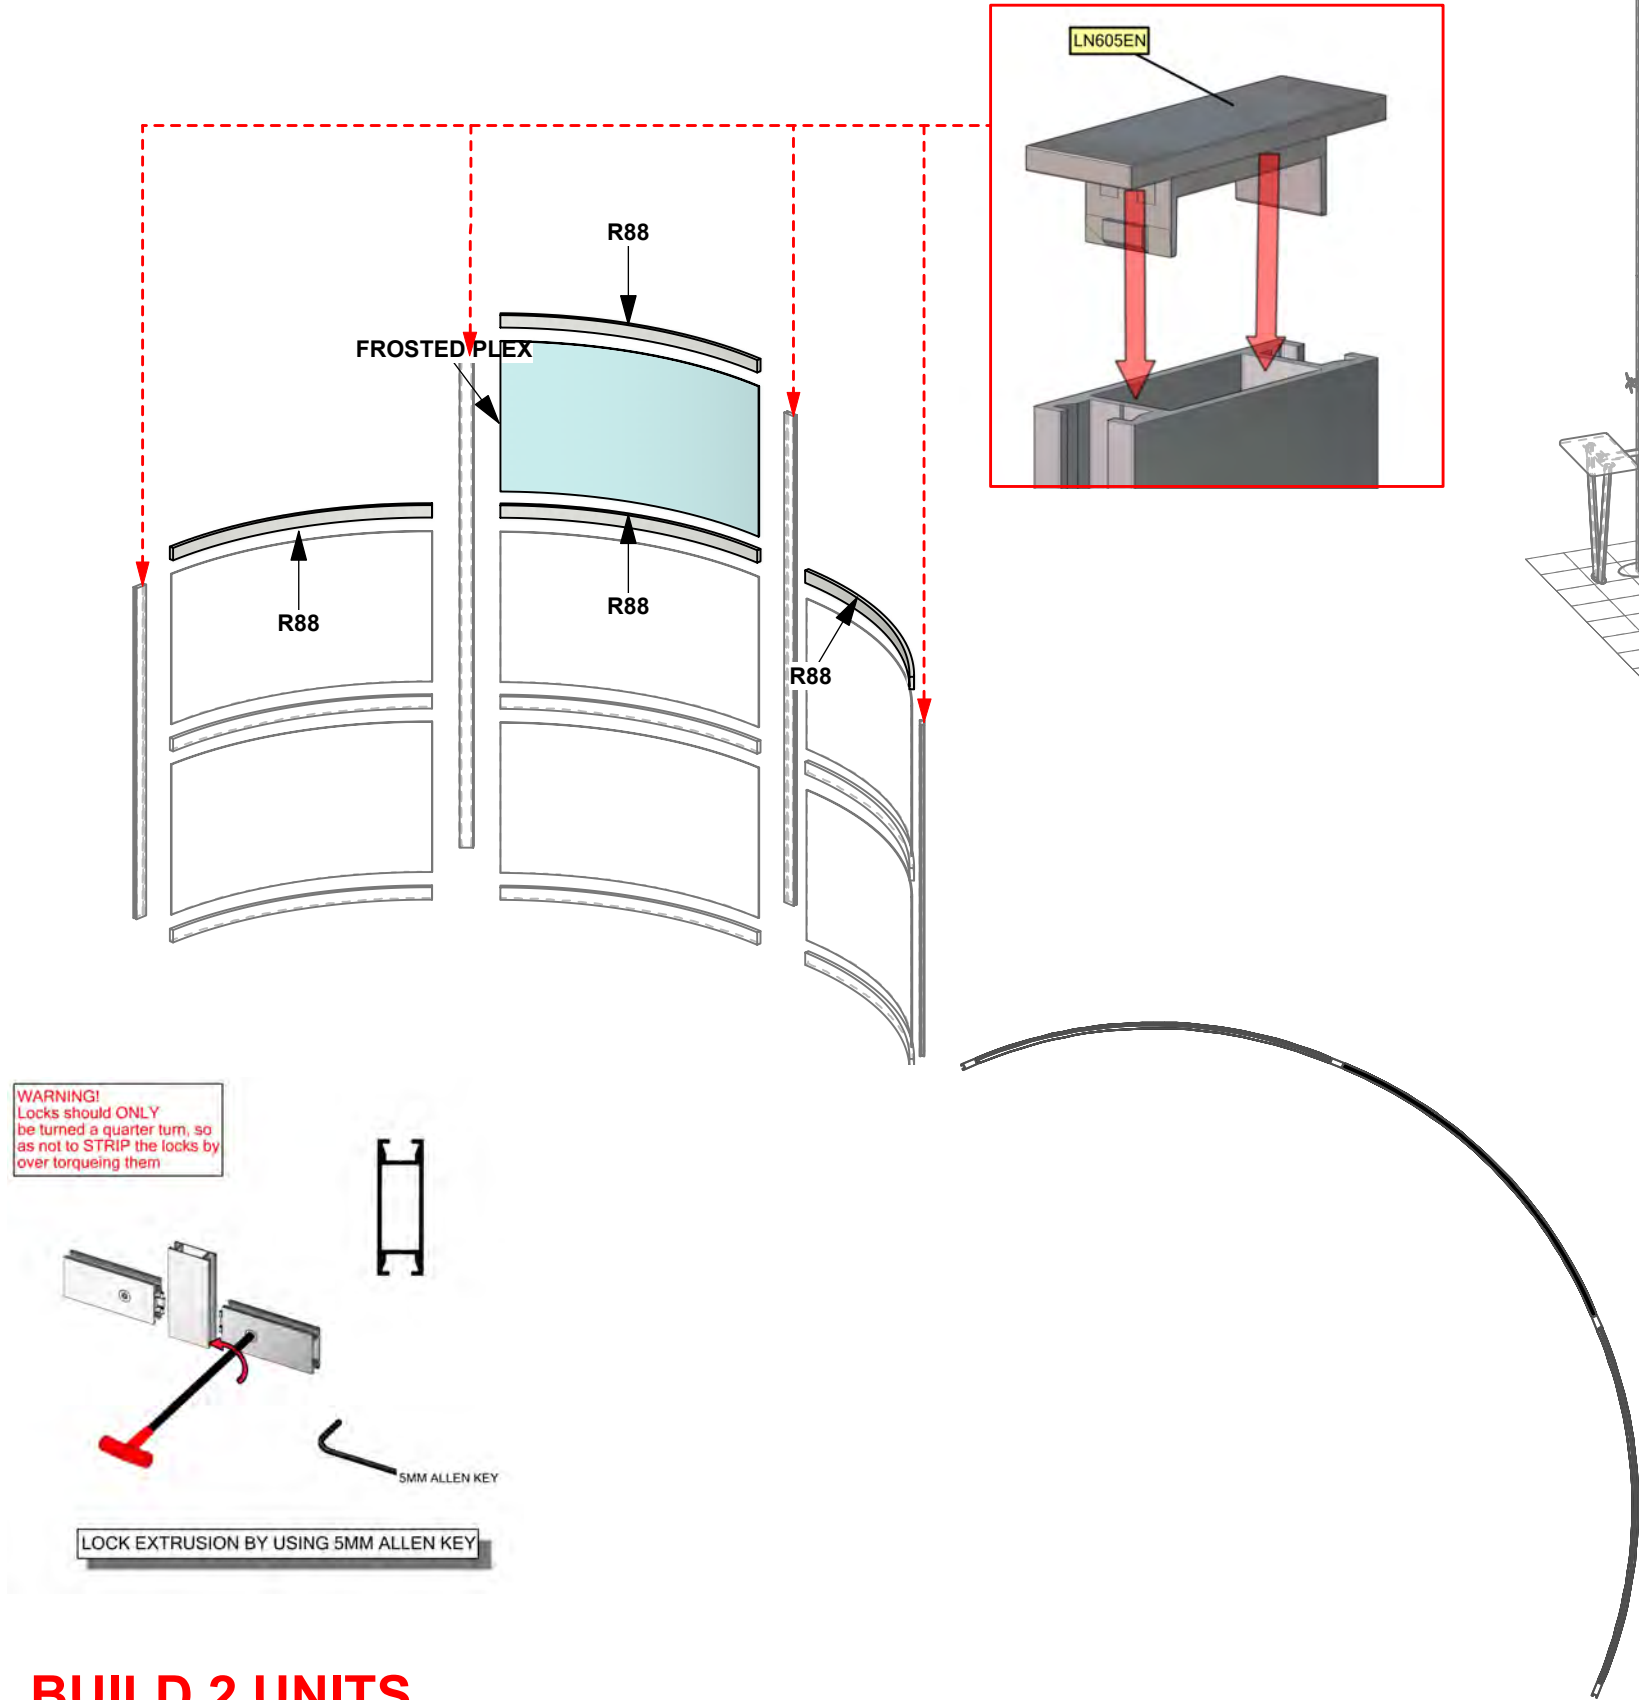 LN605EN
R88
FROSTED PLEX
R88
R88
R88
WARNING!
Locks should ONLY
be turned a quarter turn, so
as not to STRIP the locks by
over torqueing them
5MM ALLEN KEY
LOCK EXTRUSION BY USING 5MM ALLEN KEY
BUILD 2 UNITS